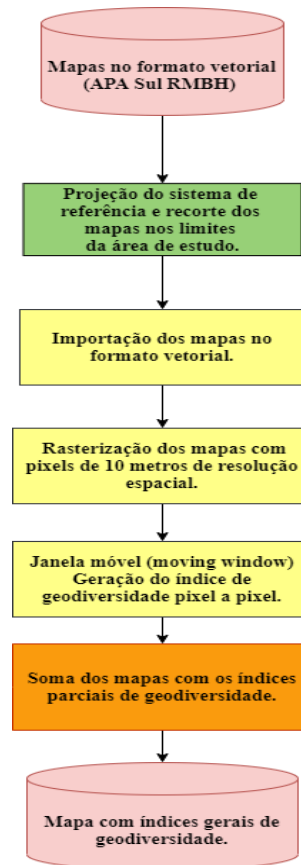 Mapas no formato vetorial
(APA Sul RMBH)
Projeção do sistema de
referência e recorte dos
mapas nos limites
da área de estudo.
Importação dos mapas no
formato vetorial.
Rasterização dos mapas com
pixels de 10 metros de resolução
espacial.
Janela móvel (moving window)
Geração do índice de
geodiversidade pixel a pixel.
Soma dos mapas com os índices
parciais de geodiversidade.
Mapa com índices gerais de
geodiversidade.